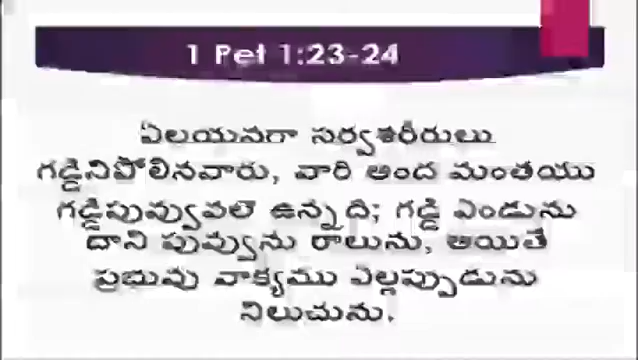 1 Pet 1:23-24
ఏలయనగా సర్వశరీరులు
గడ్డినిపోలినవారు, వారి అంద మంతయు
గడ్డిపువ్వువలె ఉన్నది; గడ్డి ఎండును
దాని పువ్వును రాలును, అయితే
ప్రభువు వాక్యము ఎల్లప్పుడును
నిలుచును.